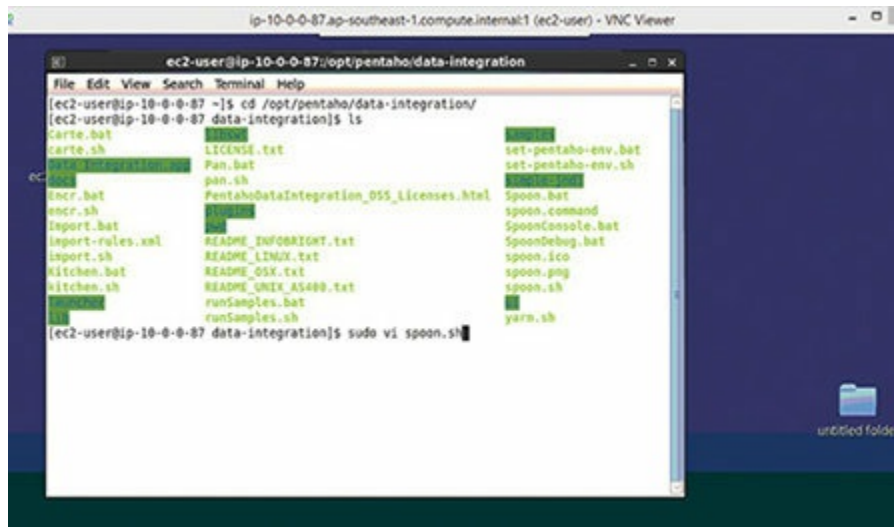 ip-10-0-0-87.ap-southeast-1.compute.internal:1 (ec2-user) - VNC Viewer
ec2-user@ip-10-0-0-87:/opt/pentaho/data-integration
File Edit View Search Terminal Help
[ec2-user@ip-10-0-0-87 ~]$ cd /opt/pentaho/data-integration/
[ec2-user@ip-10-0-0-87 data-integration]$ ls
Carte.bat libswt samples
carte.sh LICENSE.txt set-pentaho-env.bat
Data Integration.app Pan.bat set-pentaho-env.sh
docs pan.sh simple-jndi
Encr.bat PentahoDataIntegration_OSS_Licenses.html Spoon.bat
encr.sh plugins spoon.command
Import.bat pwd SpoonConsole.bat
import-rules.xml README_INFOBRIGHT.txt SpoonDebug.bat
import.sh README_LINUX.txt spoon.ico
Kitchen.bat README_OSX.txt spoon.png
kitchen.sh README_UNIX_AS400.txt spoon.sh
launcher runSamples.bat ui
lib runSamples.sh yarn.sh
[ec2-user@ip-10-0-0-87 data-integration]$ sudo vi spoon.sh
ec2
untitled folde